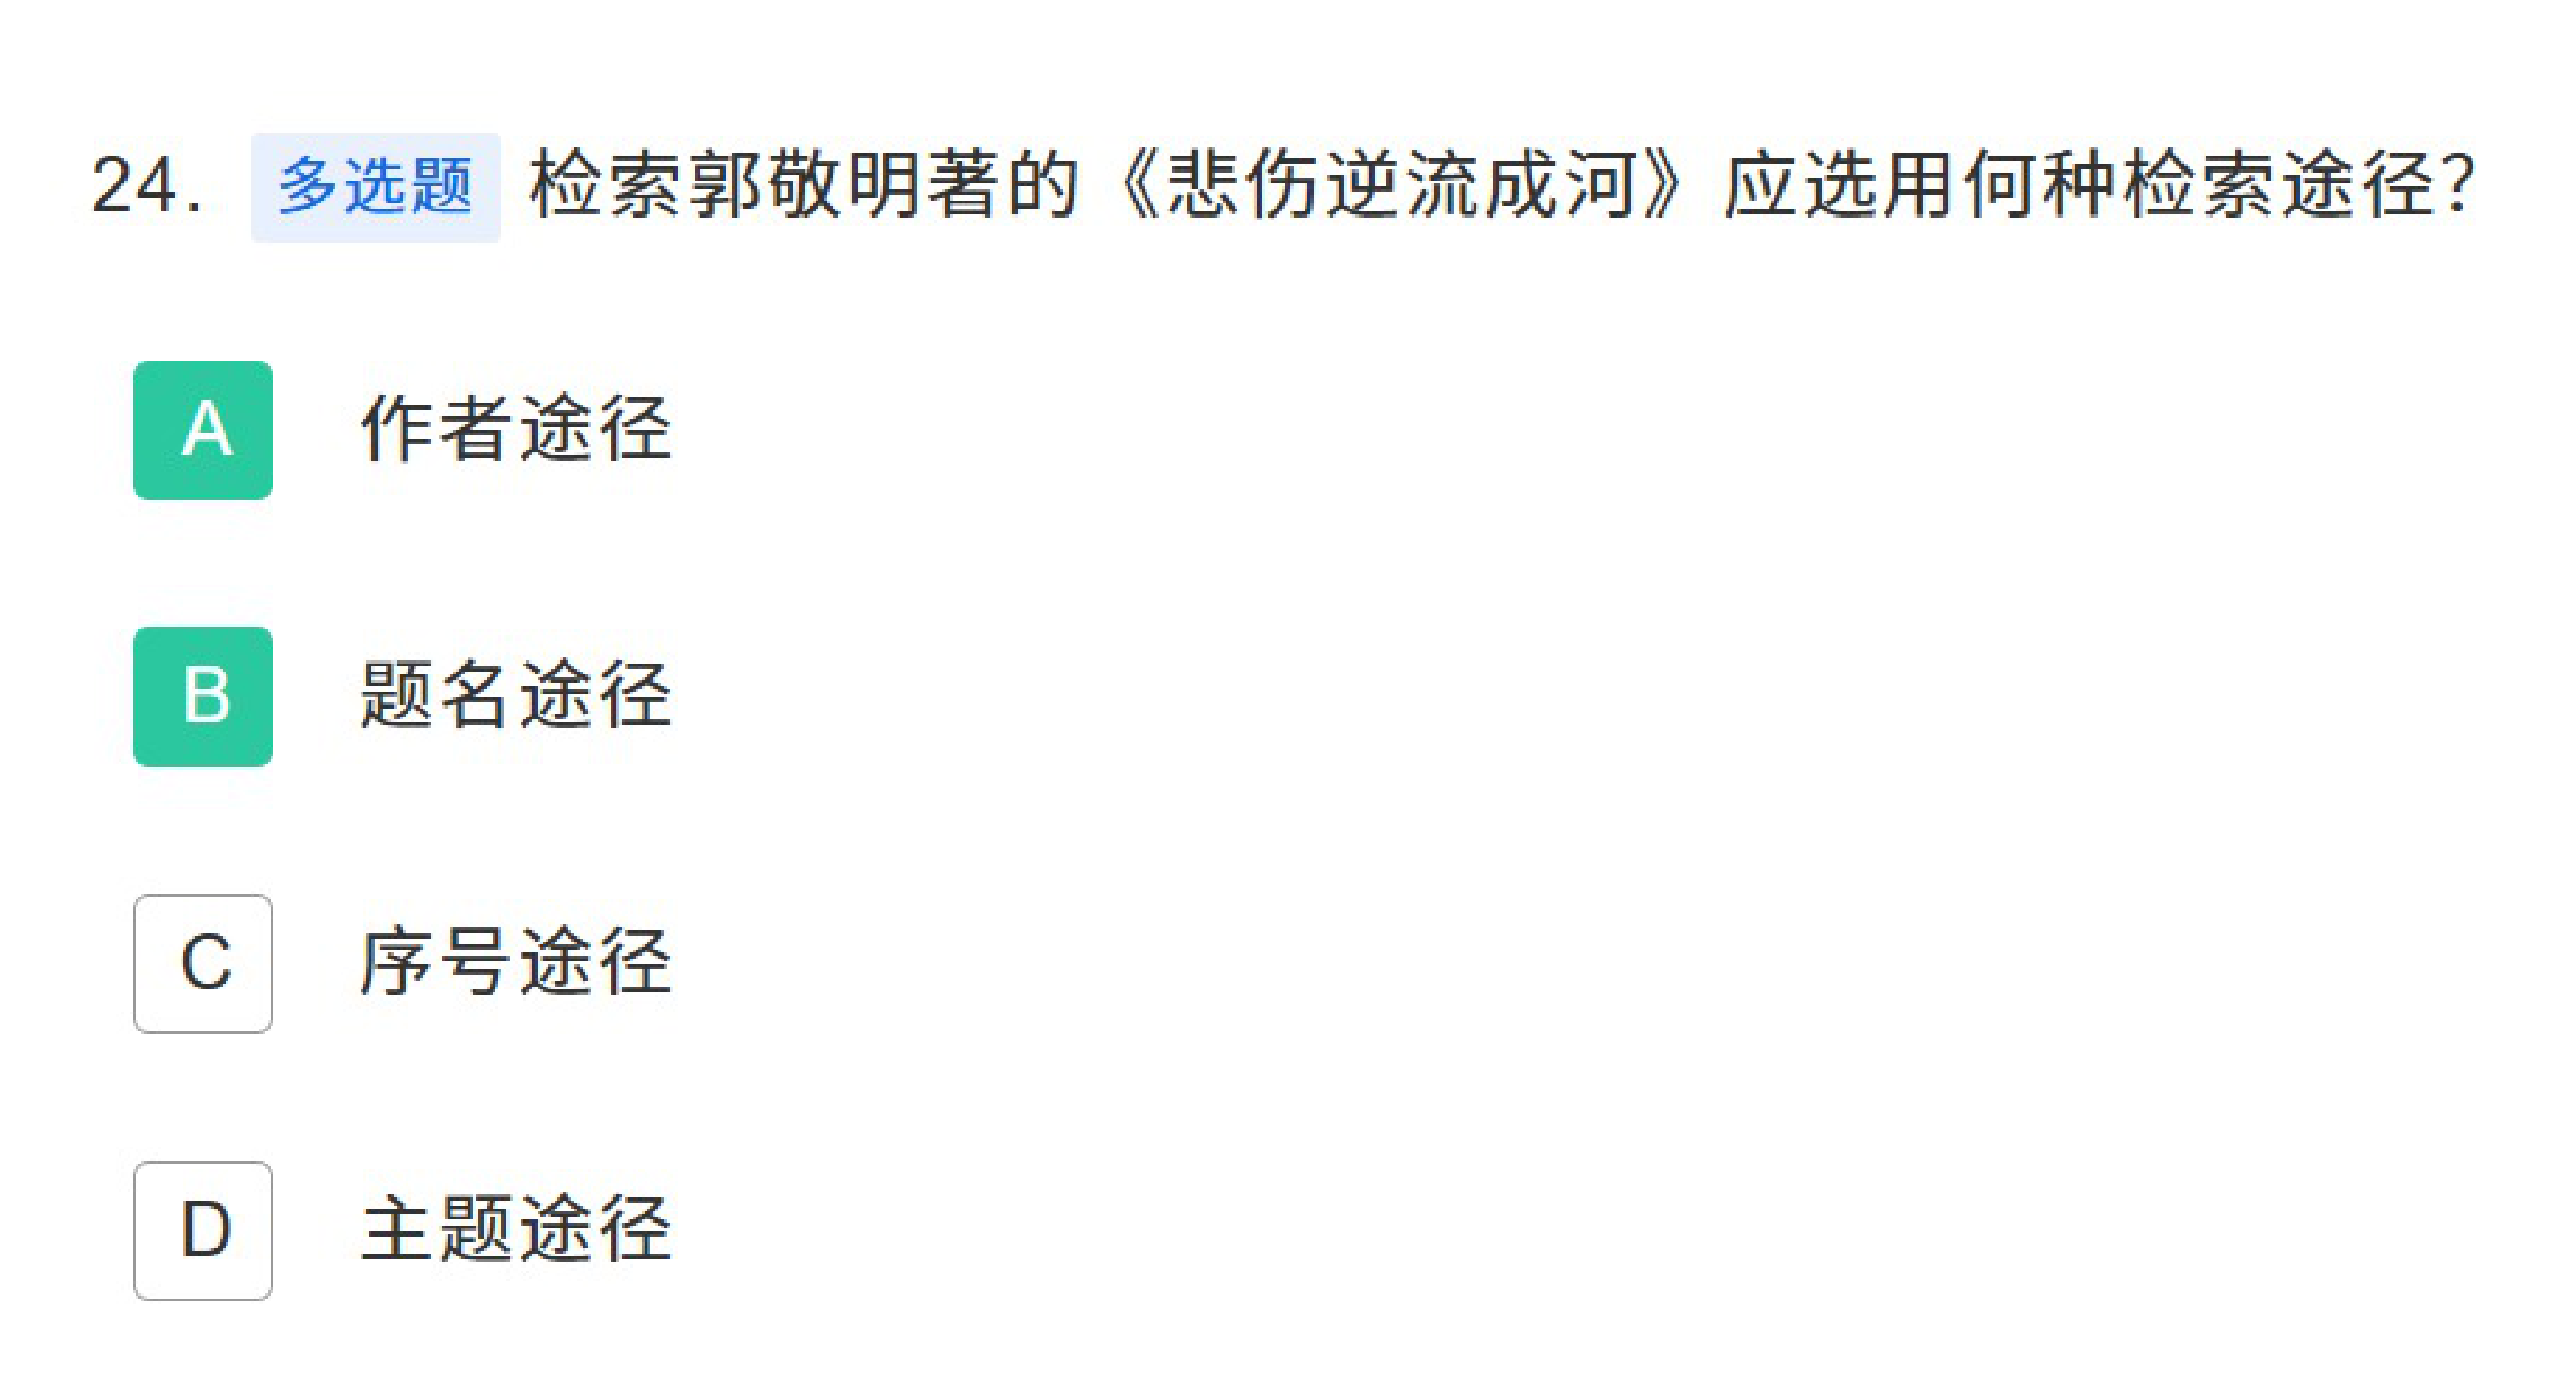 24. 多选题 检索郭敬明著的《悲伤逆流成河》应选用何种检索途径？
A 作者途径
B 题名途径
C 序号途径
D 主题途径